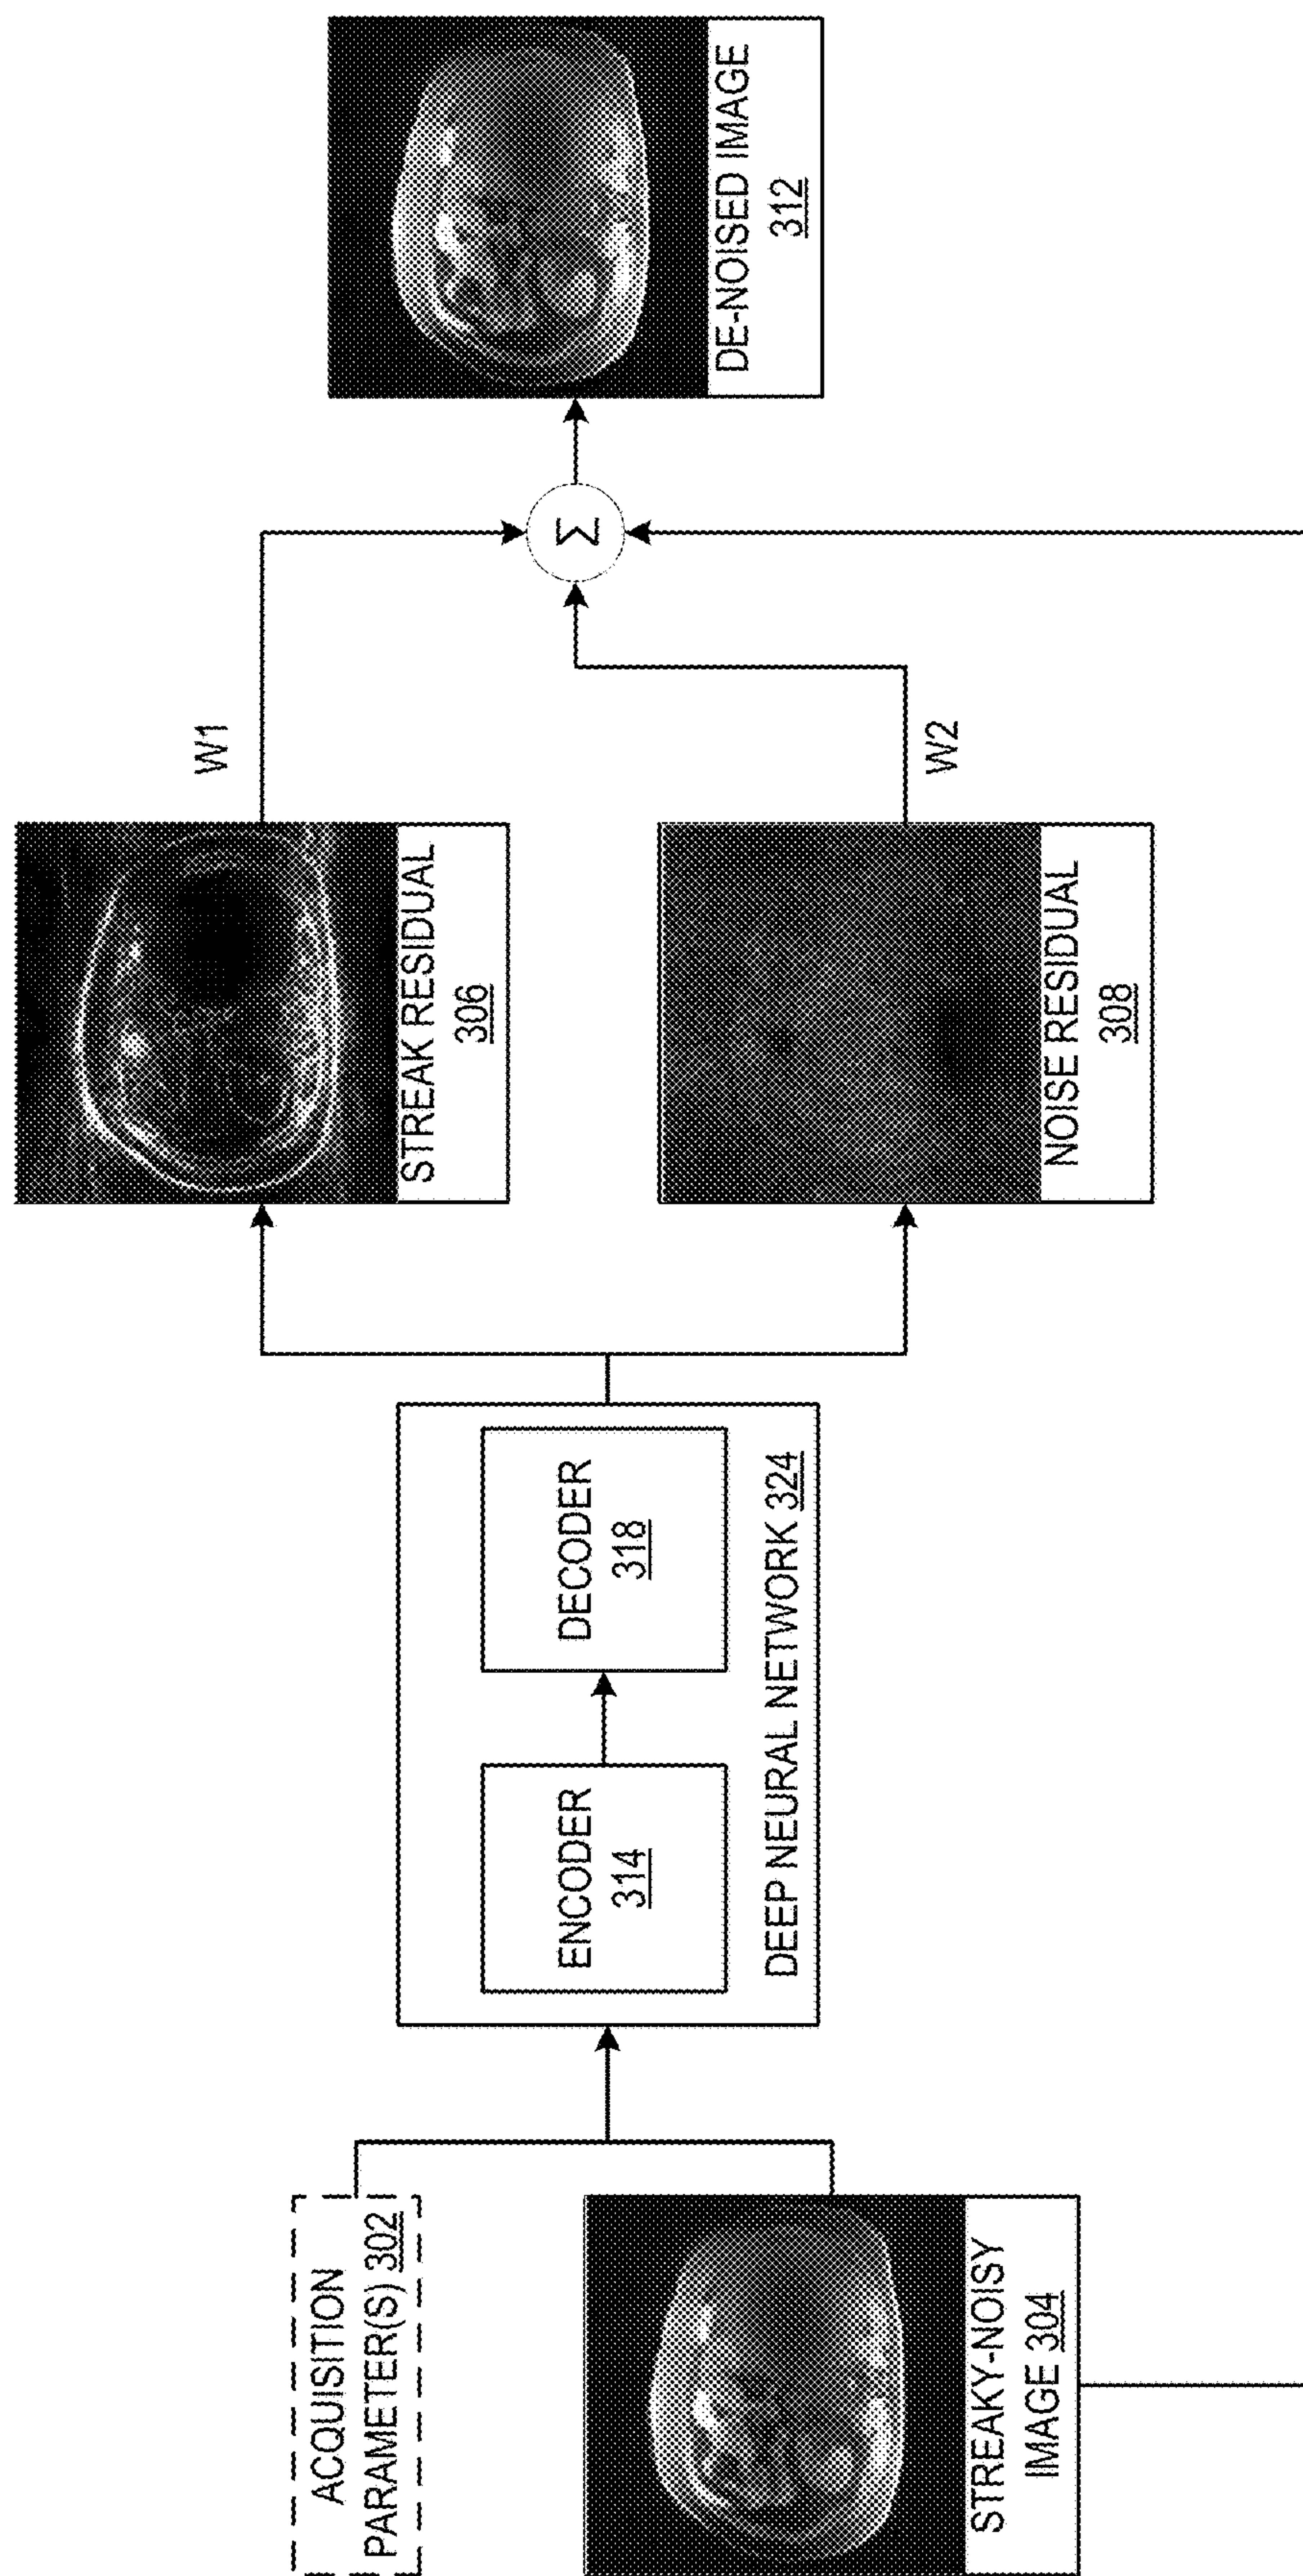 ACQUISITION
PARAMETER(S) 302
STREAKY-NOISY
IMAGE 304
ENCODER
314
DECODER
318
DEEP NEURAL NETWORK 324
STREAK RESIDUAL
306
W1
NOISE RESIDUAL
308
W2
Σ
DE-NOISED IMAGE
312